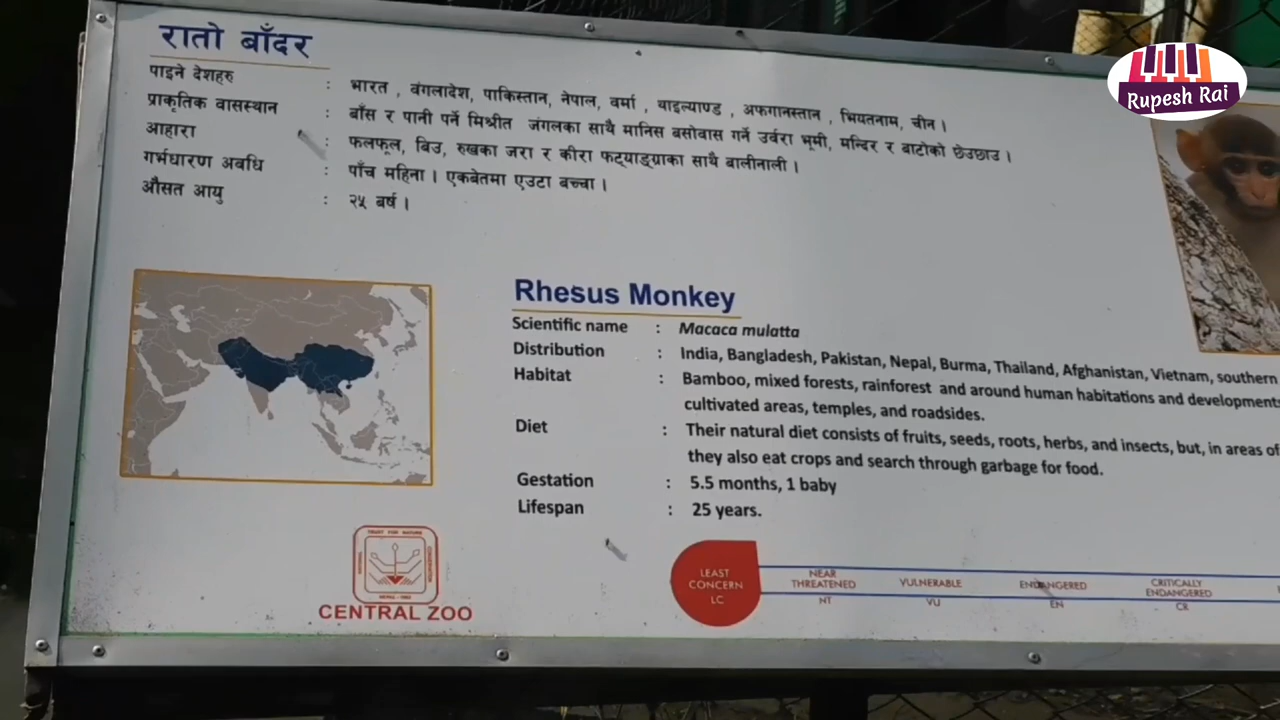 रातो बाँदर
पाइने देशहरु : भारत , वंगलादेश, पाकिस्तान, नेपाल, वर्मा , थाइल्याण्ड , अफगानस्तान , भियतनाम, चीन ।
प्राकृतिक वासस्थान : बाँस र पानी पर्ने मिश्रीत जंगलका साथै मानिस बसोवास गर्ने उर्वरा भूमी, मन्दिर र बाटोको छेउछाउ ।
आहारा : फलफूल, बिउ, रुखका जरा र कीरा फट्याङ्ग्राका साथै बालीनाली ।
गर्भधारण अवधि : पाँच महिना । एकबेतमा एउटा बच्चा ।
औसत आयु : २५ बर्ष ।
Rhesus Monkey
Scientific name : Macaca mulatta
Distribution : India, Bangladesh, Pakistan, Nepal, Burma, Thailand, Afghanistan, Vietnam, southern
Habitat : Bamboo, mixed forests, rainforest and around human habitations and development
cultivated areas, temples, and roadsides.
Diet : Their natural diet consists of fruits, seeds, roots, herbs, and insects, but, in areas of
they also eat crops and search through garbage for food.
Gestation : 5.5 months, 1 baby
Lifespan : 25 years.
TRUST FOR NATURE
CENTRAL ZOO
LEAST
CONCERN
LC
NEAR
THREATENED
NT
VULNERABLE
VU
ENDANGERED
EN
CRITICALLY
ENDANGERED
CR
Rupesh Rai